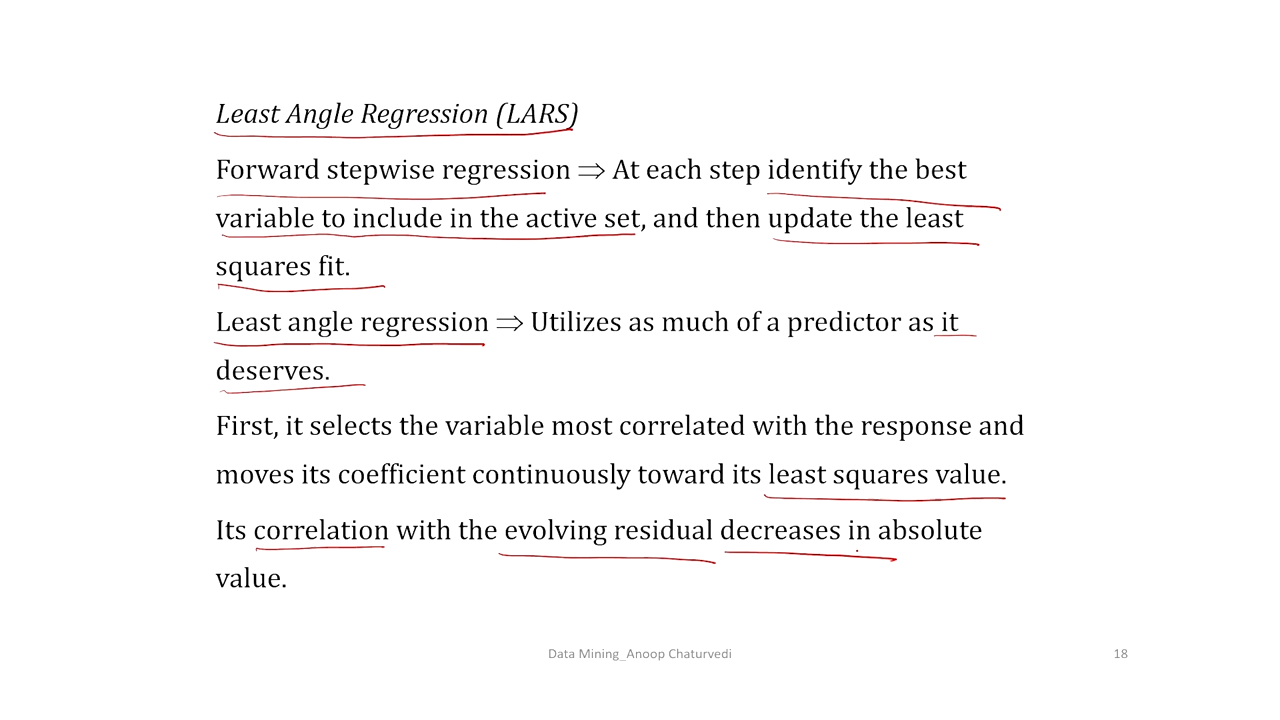 Least Angle Regression (LARS)
Forward stepwise regression ⇒ At each step identify the best
variable to include in the active set, and then update the least
squares fit.
Least angle regression ⇒ Utilizes as much of a predictor as it
deserves.
First, it selects the variable most correlated with the response and
moves its coefficient continuously toward its least squares value.
Its correlation with the evolving residual decreases in absolute
value.
Data Mining_Anoop Chaturvedi
18